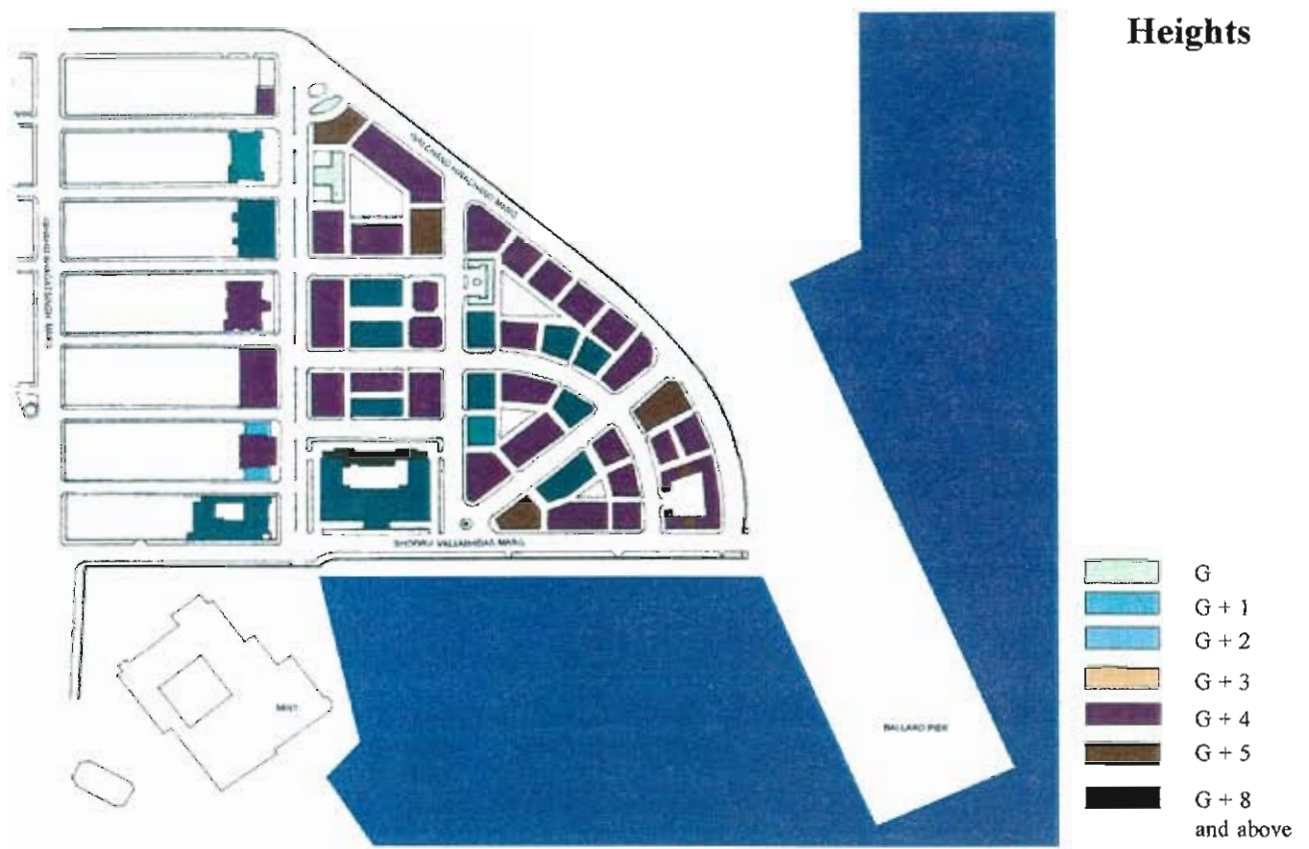 Heights
SHOORJI VALLABHDAS MARG
MINT
BALLARD PIER
G
G + 1
G + 2
G + 3
G + 4
G + 5
G + 8
and above